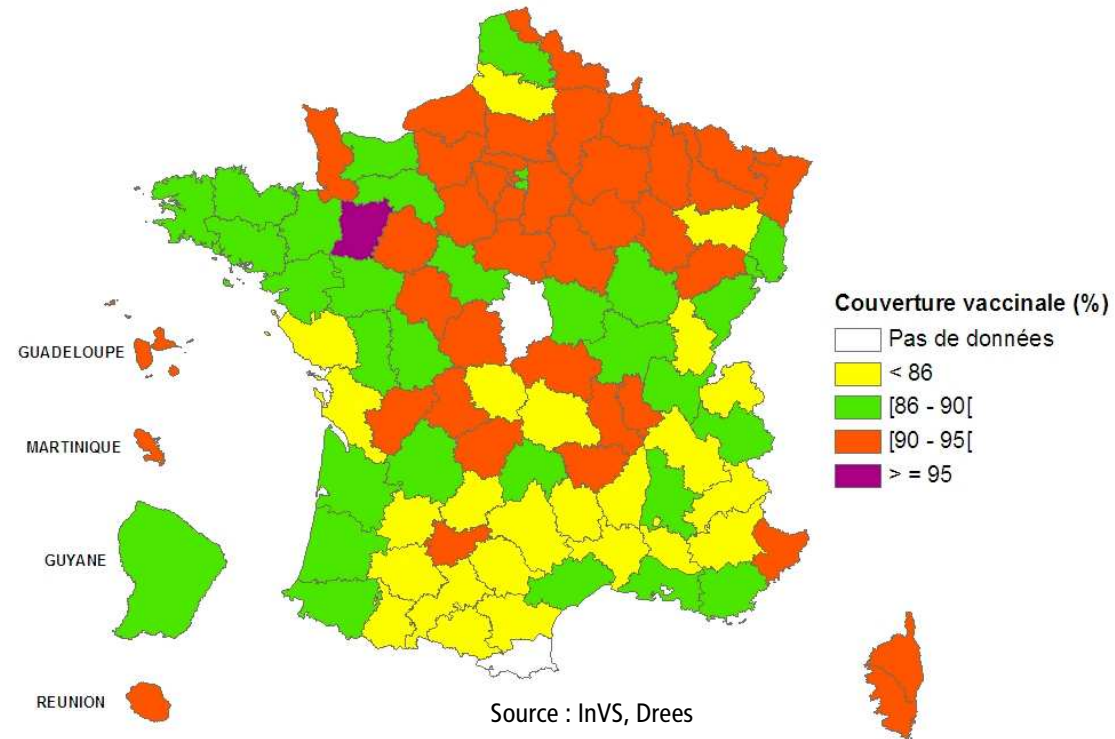 Couverture vaccinale (%)
Pas de données
< 86
[86 - 90[
[90 - 95[
> = 95
GUADELOUPE
MARTINIQUE
GUYANE
REUNION
Source : InVS, Drees